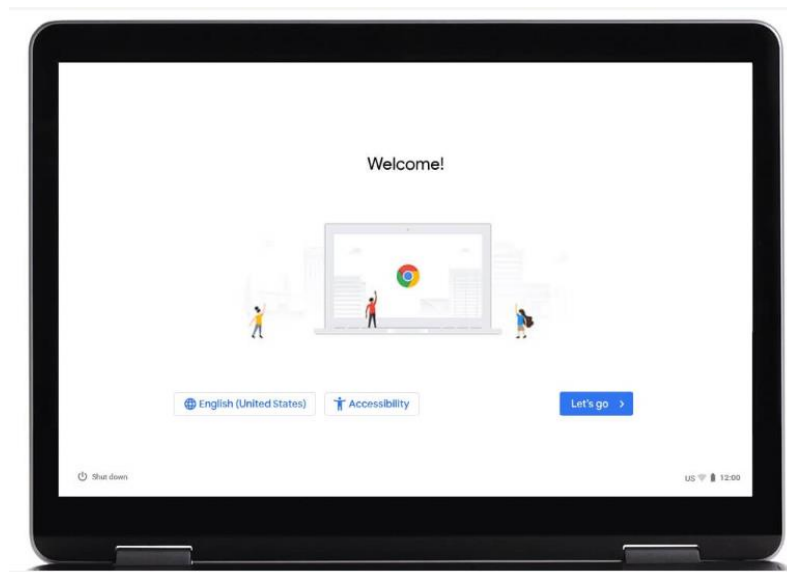 Welcome!
English (United States)
Accessibility
Let's go
Shut down
US 12:00